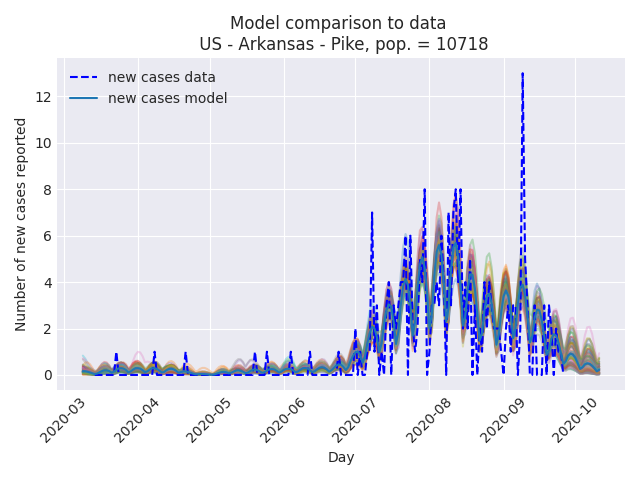 Model comparison to data
US - Arkansas - Pike, pop. = 10718
new cases data
new cases model
Number of new cases reported
12
10
8
6
4
2
0
2020-03
2020-04
2020-05
2020-06
2020-07
2020-08
2020-09
2020-10
Day